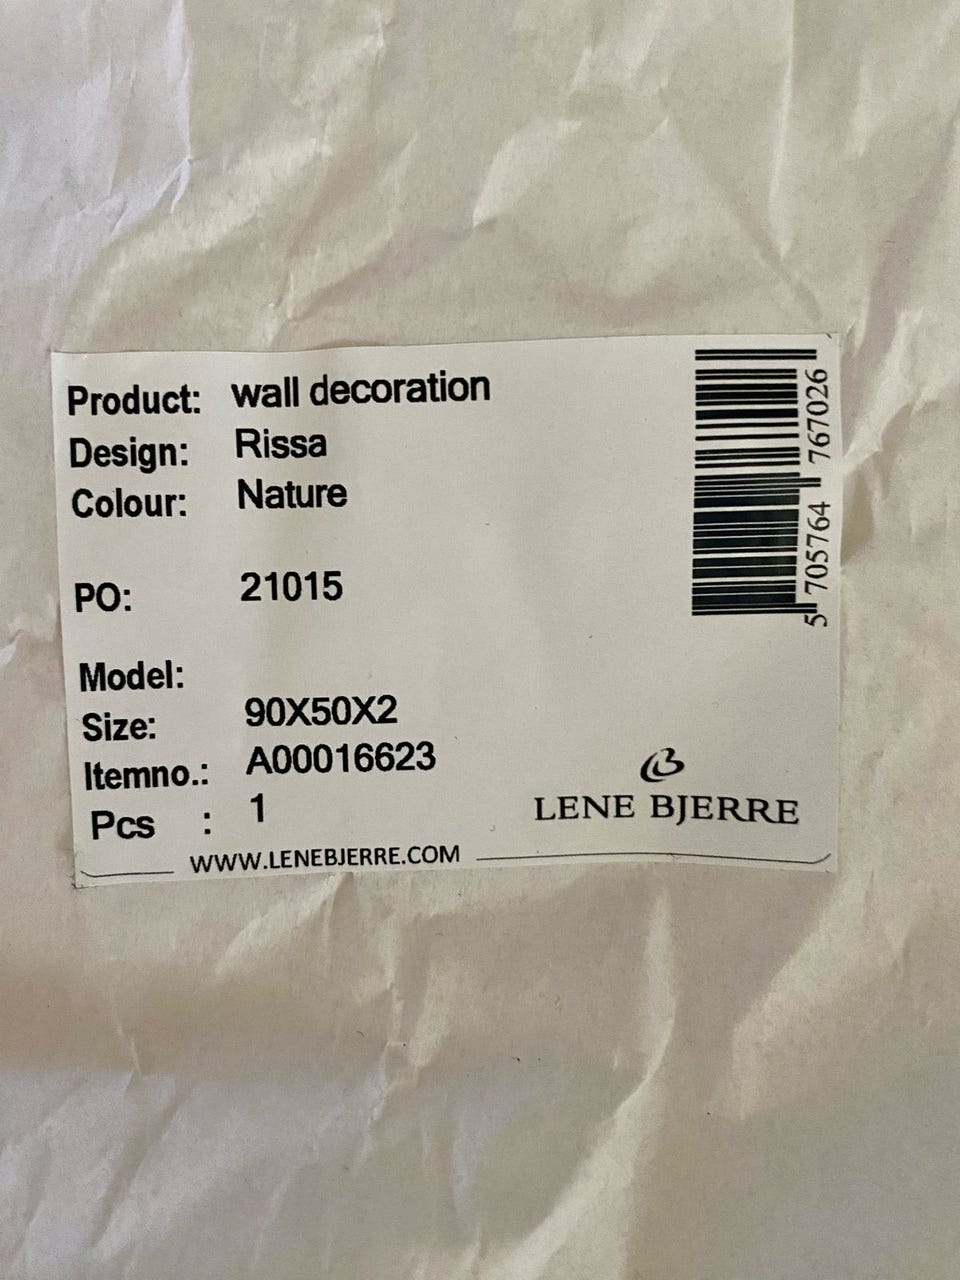 Product: wall decoration
Design: Rissa
Colour: Nature
PO: 21015
Model:
Size: 90X50X2
Itemno.: A00016623
Pcs : 1
WWW.LENEBJERRE.COM
5 705764 767026
LENE BJERRE